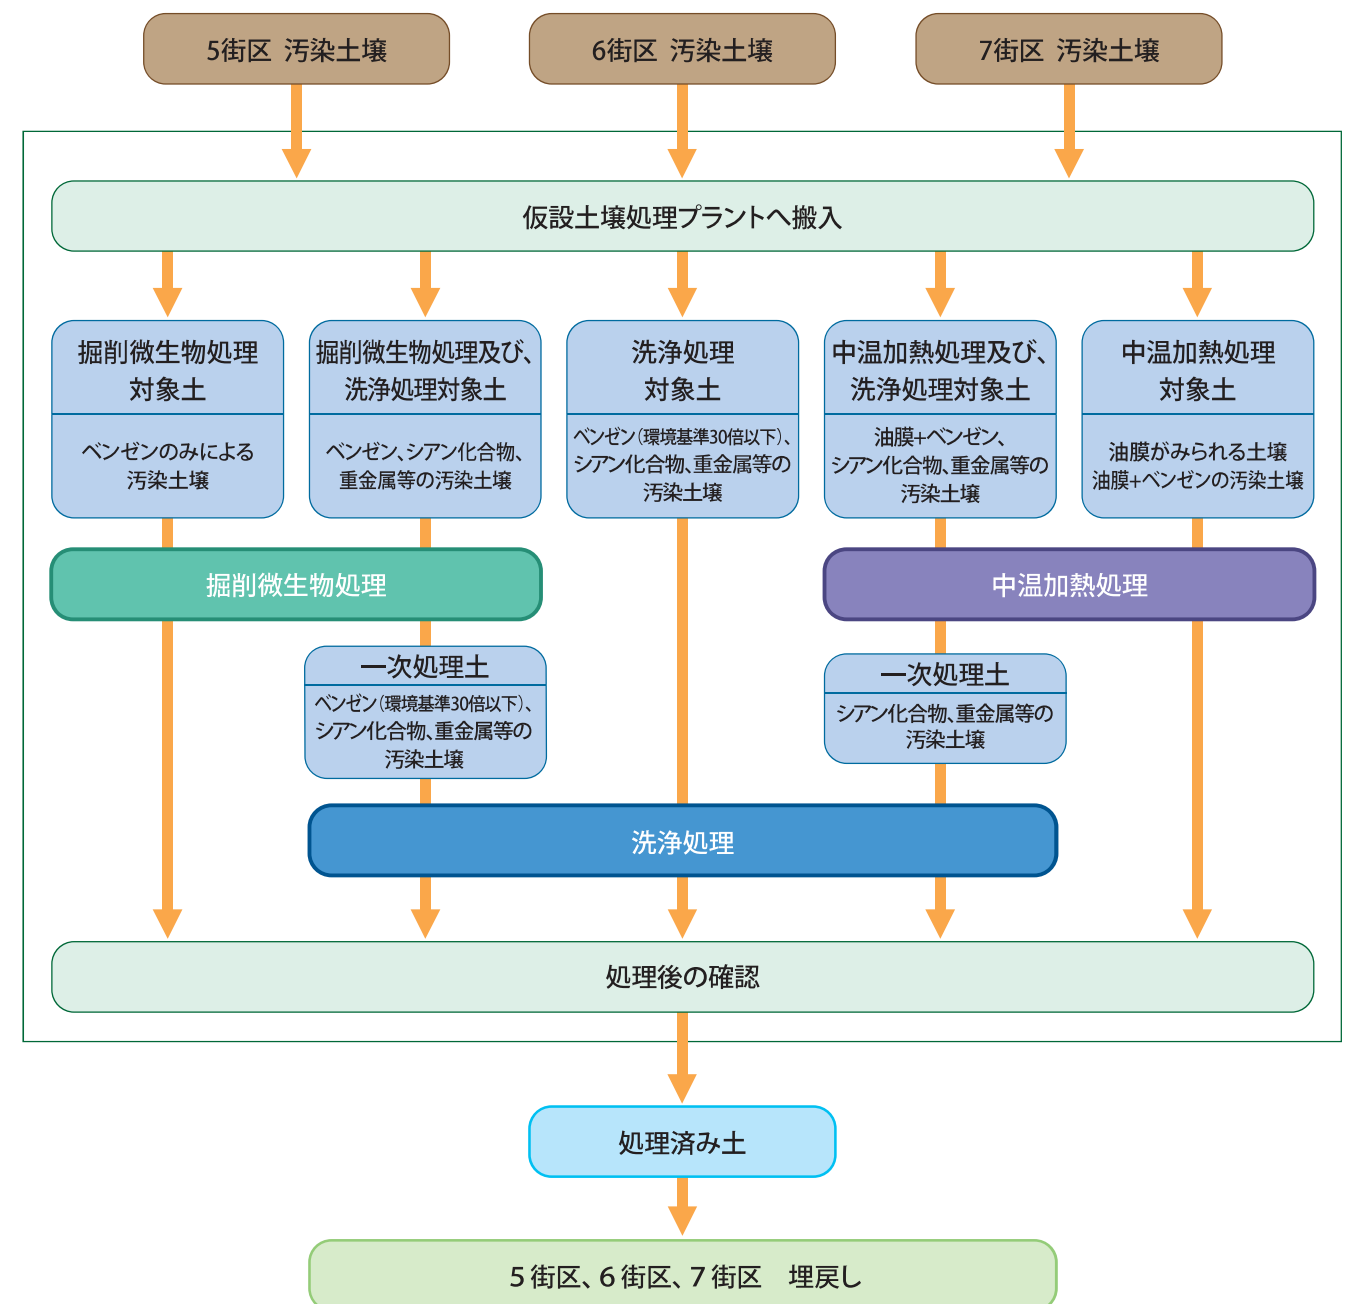 5街区 汚染土壌
6街区 汚染土壌
7街区 汚染土壌
仮設土壌処理プラントへ搬入
掘削微生物処理
対象土
ベンゼンのみによる
汚染土壌
掘削微生物処理及び、
洗浄処理対象土
ベンゼン、シアン化合物、
重金属等の汚染土壌
洗浄処理
対象土
ベンゼン（環境基準30倍以下）、
シアン化合物、重金属等の
汚染土壌
中温加熱処理及び、
洗浄処理対象土
油膜+ベンゼン、
シアン化合物、重金属等の
汚染土壌
中温加熱処理
対象土
油膜がみられる土壌
油膜+ベンゼンの汚染土壌
掘削微生物処理
中温加熱処理
一次処理土
ベンゼン（環境基準30倍以下）、
シアン化合物、重金属等の
汚染土壌
一次処理土
シアン化合物、重金属等の
汚染土壌
洗浄処理
処理後の確認
処理済み土
5 街区、6 街区、7 街区　埋戻し